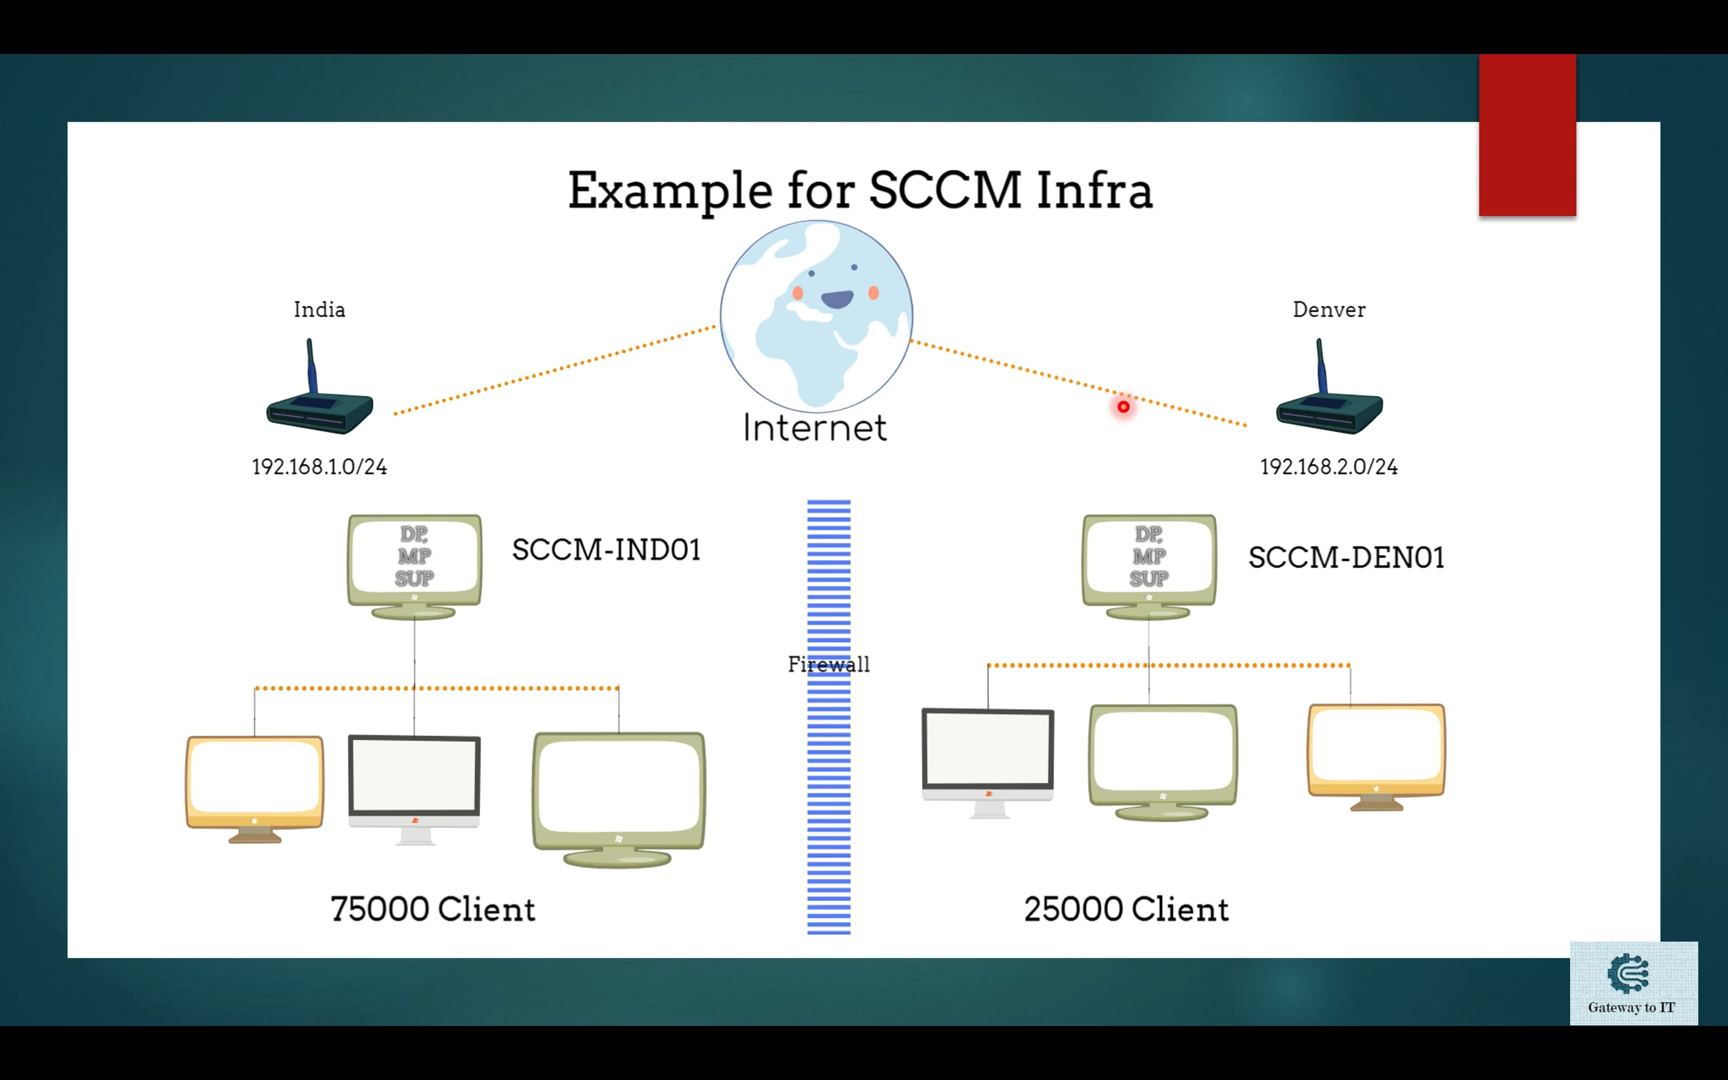 Example for SCCM Infra
India
Denver
Internet
192.168.1.0/24
192.168.2.0/24
DP,
MP
SUP
SCCM-IND01
DP,
MP
SUP
SCCM-DEN01
Firewall
75000 Client
25000 Client
Gateway to IT